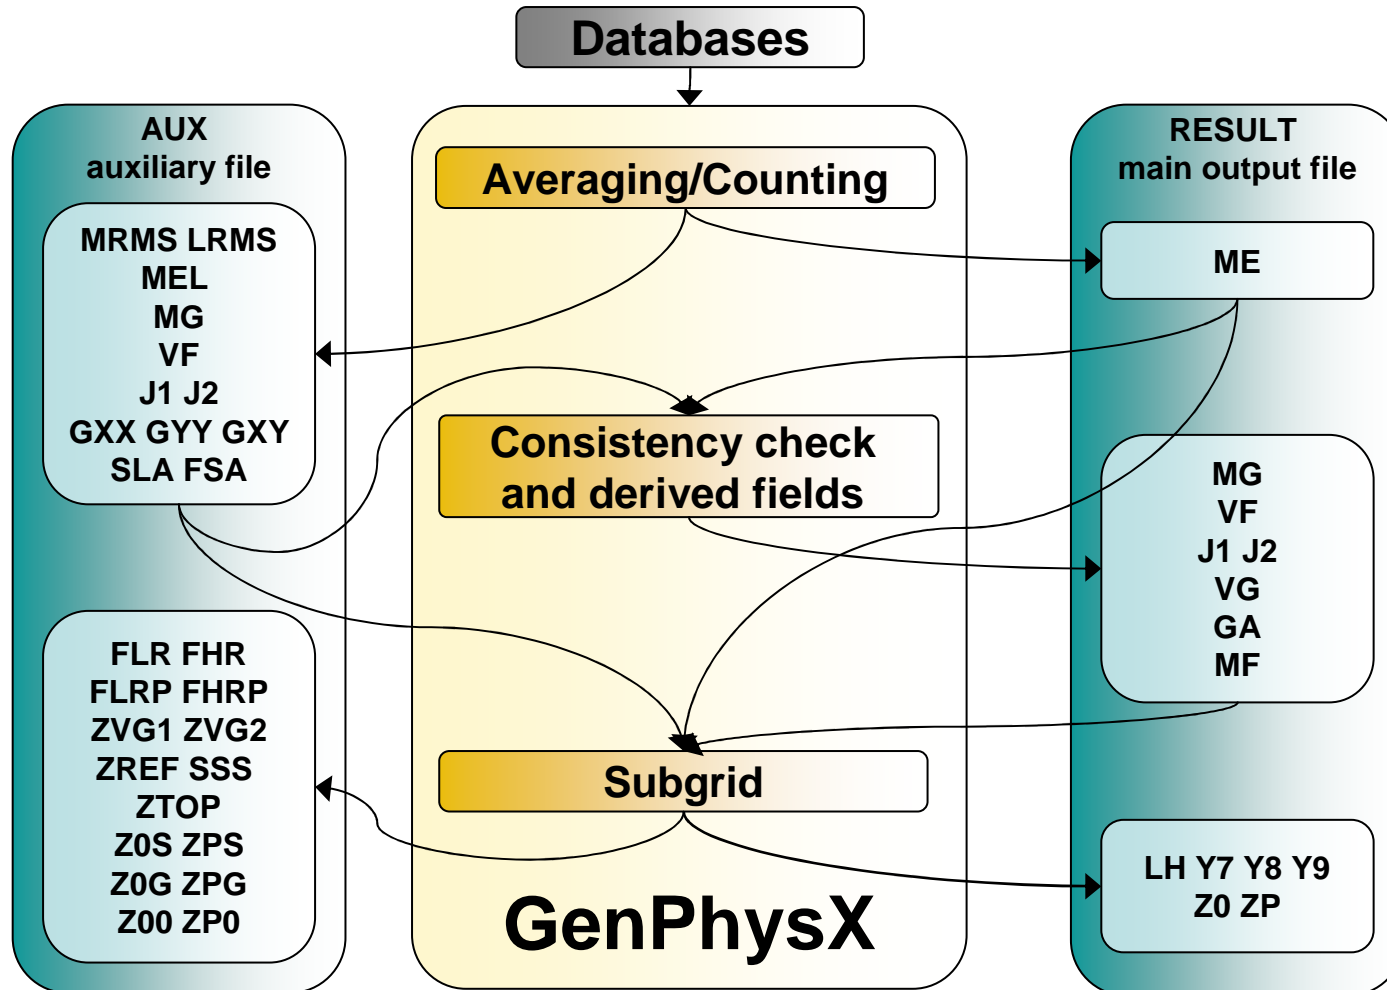 Databases
AUX
auxiliary file
MRMS LRMS
MEL
MG
VF
J1 J2
GXX GYY GXY
SLA FSA
FLR FHR
FLRP FHRP
ZVG1 ZVG2
ZREF SSS
ZTOP
Z0S ZPS
Z0G ZPG
Z00 ZP0
Averaging/Counting
Consistency check
and derived fields
Subgrid
GenPhysX
RESULT
main output file
ME
MG
VF
J1 J2
VG
GA
MF
LH Y7 Y8 Y9
Z0 ZP